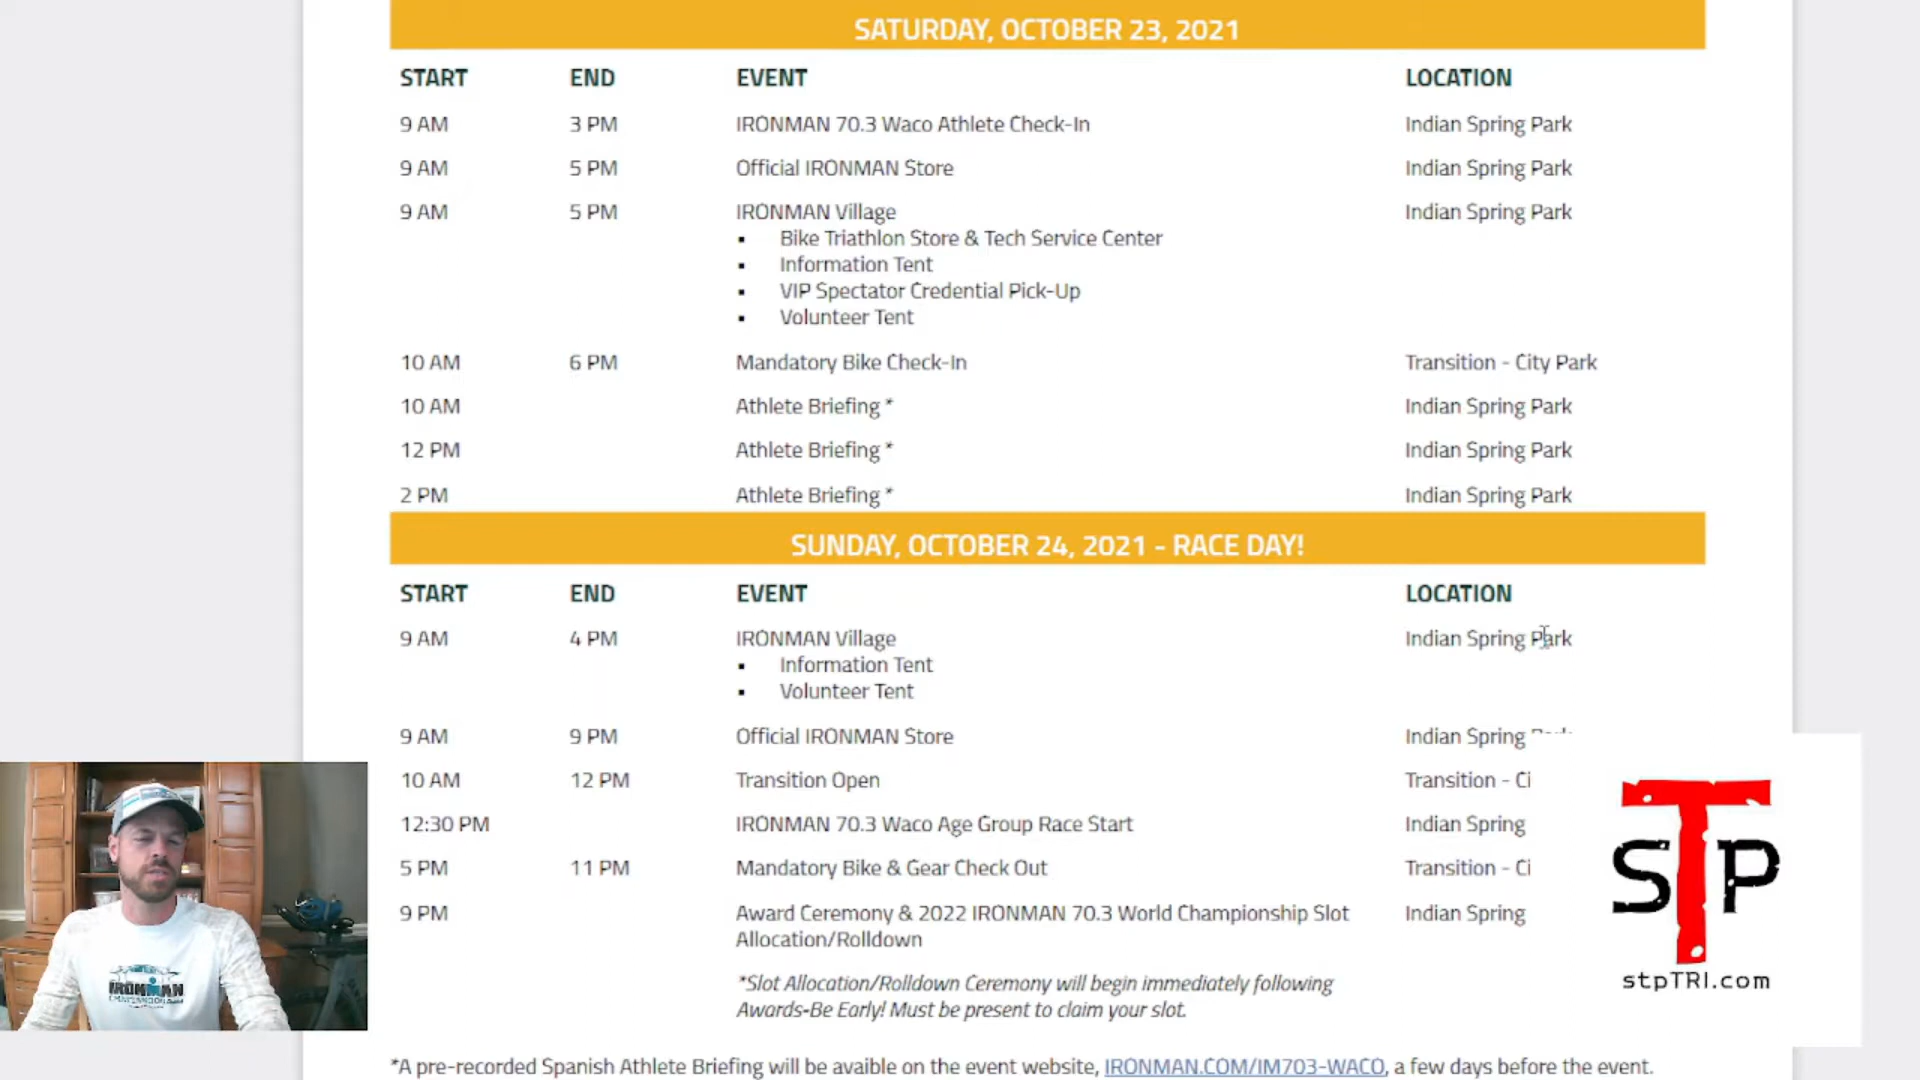 SATURDAY, OCTOBER 23, 2021
START END EVENT LOCATION
9 AM 3 PM IRONMAN 70.3 Waco Athlete Check-In Indian Spring Park
9 AM 5 PM Official IRONMAN Store Indian Spring Park
9 AM 5 PM IRONMAN Village Indian Spring Park
▪ Bike Triathlon Store & Tech Service Center
▪ Information Tent
▪ VIP Spectator Credential Pick-Up
▪ Volunteer Tent
10 AM 6 PM Mandatory Bike Check-In Transition - City Park
10 AM Athlete Briefing * Indian Spring Park
12 PM Athlete Briefing * Indian Spring Park
2 PM Athlete Briefing * Indian Spring Park
SUNDAY, OCTOBER 24, 2021 - RACE DAY!
START END EVENT LOCATION
9 AM 4 PM IRONMAN Village Indian Spring Park
▪ Information Tent
▪ Volunteer Tent
9 AM 9 PM Official IRONMAN Store Indian Spring
10 AM 12 PM Transition Open Transition - Ci
12:30 PM IRONMAN 70.3 Waco Age Group Race Start Indian Spring
5 PM 11 PM Mandatory Bike & Gear Check Out Transition - Ci
9 PM Award Ceremony & 2022 IRONMAN 70.3 World Championship Slot Indian Spring
Allocation/Rolldown
*Slot Allocation/Rolldown Ceremony will begin immediately following
Awards-Be Early! Must be present to claim your slot.
*A pre-recorded Spanish Athlete Briefing will be avaible on the event website, IRONMAN.COM/IM703-WACO, a few days before the event.
STP
stpTRI.com
IRONMAN